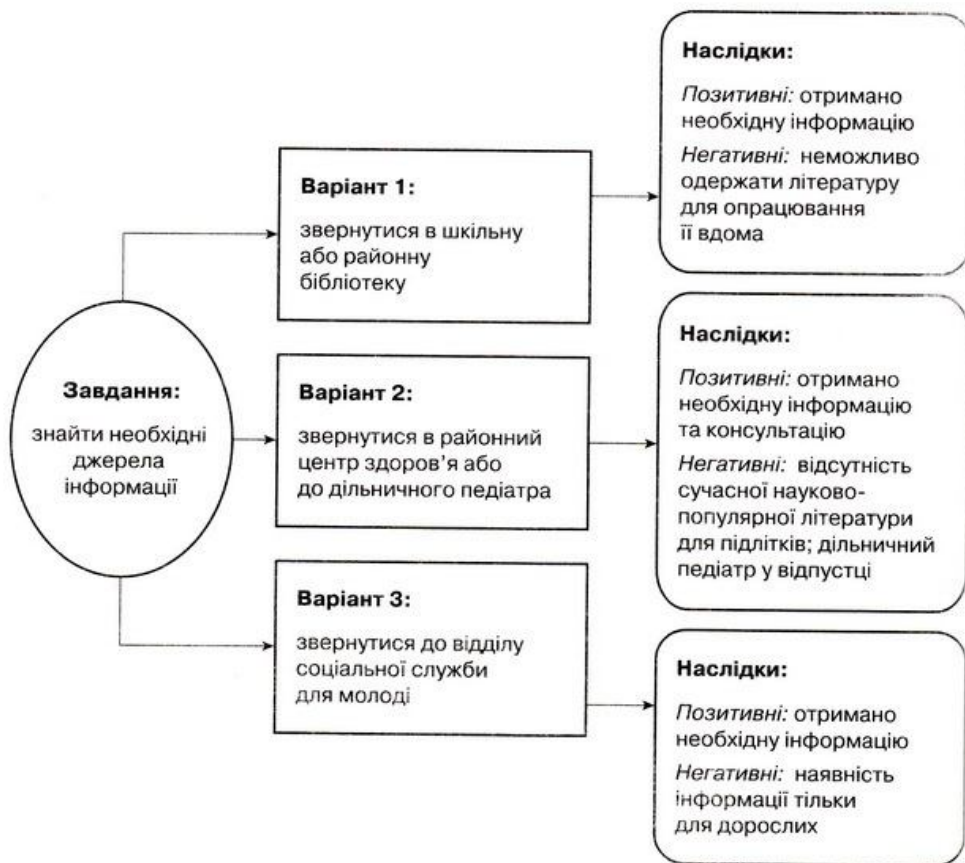 Завдання:
знайти необхідні
джерела
інформації
Варіант 1:
звернутися в шкільну
або районну
бібліотеку
Наслідки:
Позитивні: отримано
необхідну інформацію
Негативні: неможливо
одержати літературу
для опрацювання
її вдома
Варіант 2:
звернутися в районний
центр здоров’я або
до дільничного педіатра
Наслідки:
Позитивні: отримано
необхідну інформацію
та консультацію
Негативні: відсутність
сучасної науково-
популярної літератури
для підлітків; дільничний
педіатр у відпустці
Варіант 3:
звернутися до відділу
соціальної служби
для молоді
Наслідки:
Позитивні: отримано
необхідну інформацію
Негативні: наявність
інформації тільки
для дорослих